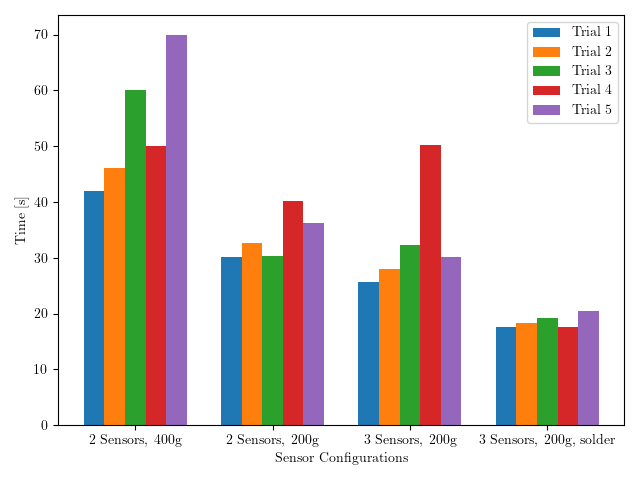 Time [s]
70
60
50
40
30
20
10
0
Trial 1
Trial 2
Trial 3
Trial 4
Trial 5
2 Sensors, 400g
2 Sensors, 200g
3 Sensors, 200g
3 Sensors, 200g, solder
Sensor Configurations